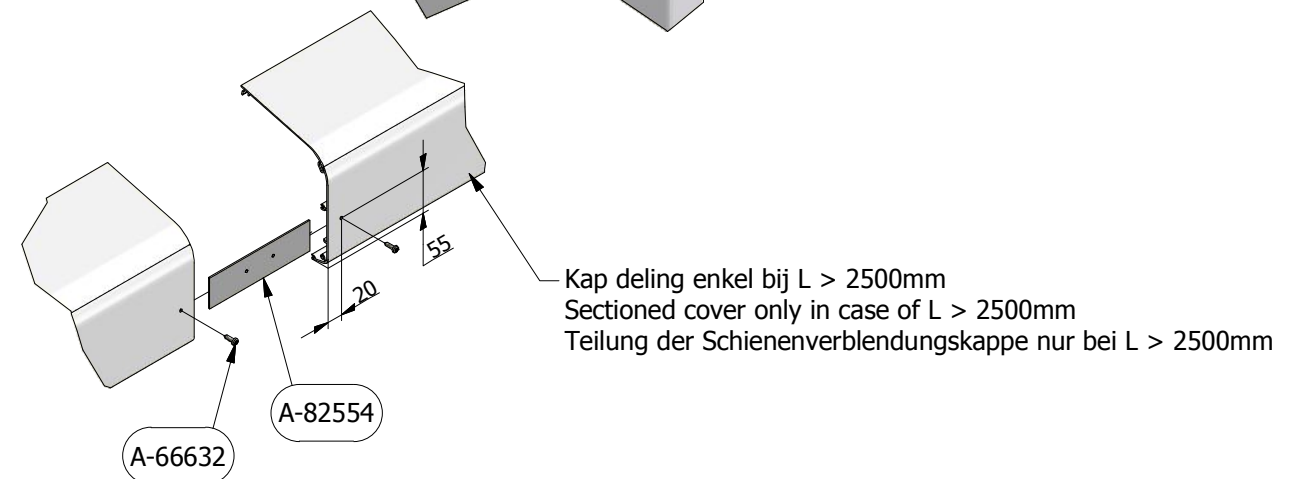 55
20
Kap deling enkel bij L > 2500mm
Sectioned cover only in case of L > 2500mm
Teilung der Schienenverblendungskappe nur bei L > 2500mm
A-82554
A-66632